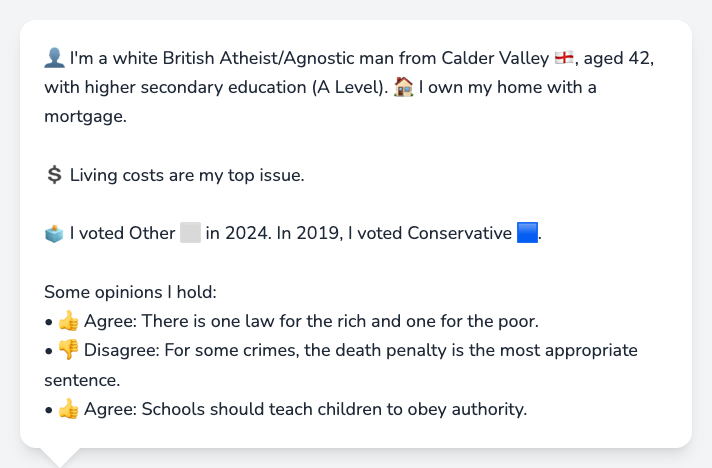 👤 I'm a white British Atheist/Agnostic man from Calder Valley 🏴󠁧󠁢󠁥󠁮󠁧󠁿, aged 42,
with higher secondary education (A Level). 🏠 I own my home with a
mortgage.
💲 Living costs are my top issue.
🗳️ I voted Other ⬜ in 2024. In 2019, I voted Conservative 🟦.
Some opinions I hold:
• 👍 Agree: There is one law for the rich and one for the poor.
• 👎 Disagree: For some crimes, the death penalty is the most appropriate
sentence.
• 👍 Agree: Schools should teach children to obey authority.